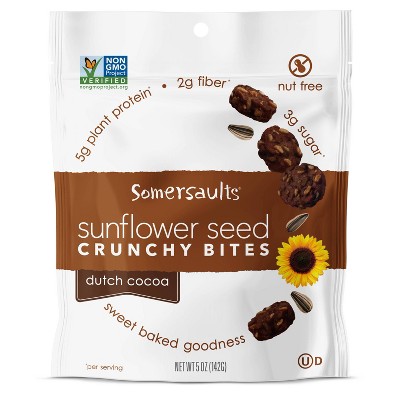 NON
GMO
Project
VERIFIED
nongmoproject.org
5g plant protein* • 2g fiber* • 3g sugar*
nut free
Somersaults®
sunflower seed
CRUNCHY BITES
dutch cocoa
sweet baked goodness
*per serving
NET WT 5 OZ (142G)
U D